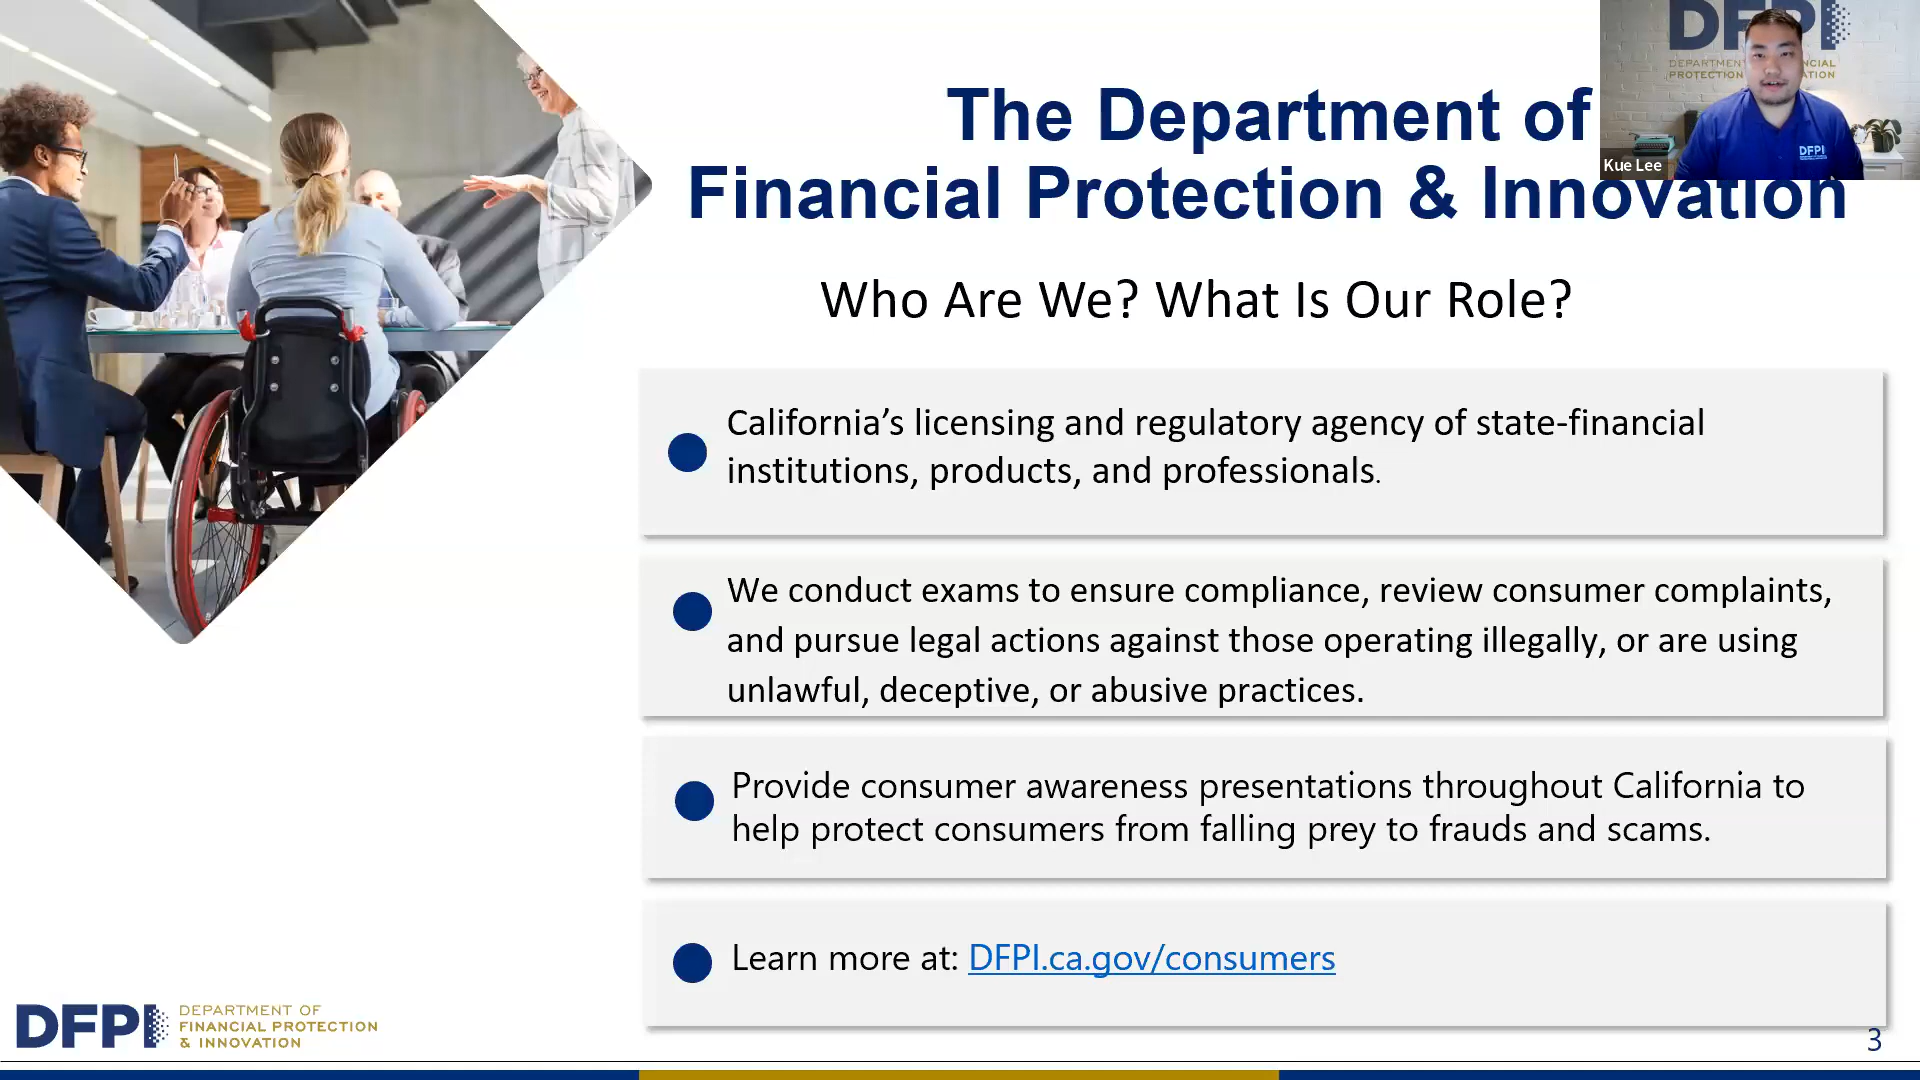 The Department of
Financial Protection & Innovation
Who Are We? What Is Our Role?
California’s licensing and regulatory agency of state-financial
institutions, products, and professionals.
We conduct exams to ensure compliance, review consumer complaints,
and pursue legal actions against those operating illegally, or are using
unlawful, deceptive, or abusive practices.
Provide consumer awareness presentations throughout California to
help protect consumers from falling prey to frauds and scams.
Learn more at: DFPI.ca.gov/consumers
DFPI
DEPARTMENT OF
FINANCIAL PROTECTION
& INNOVATION
3
Kue Lee
DFPI